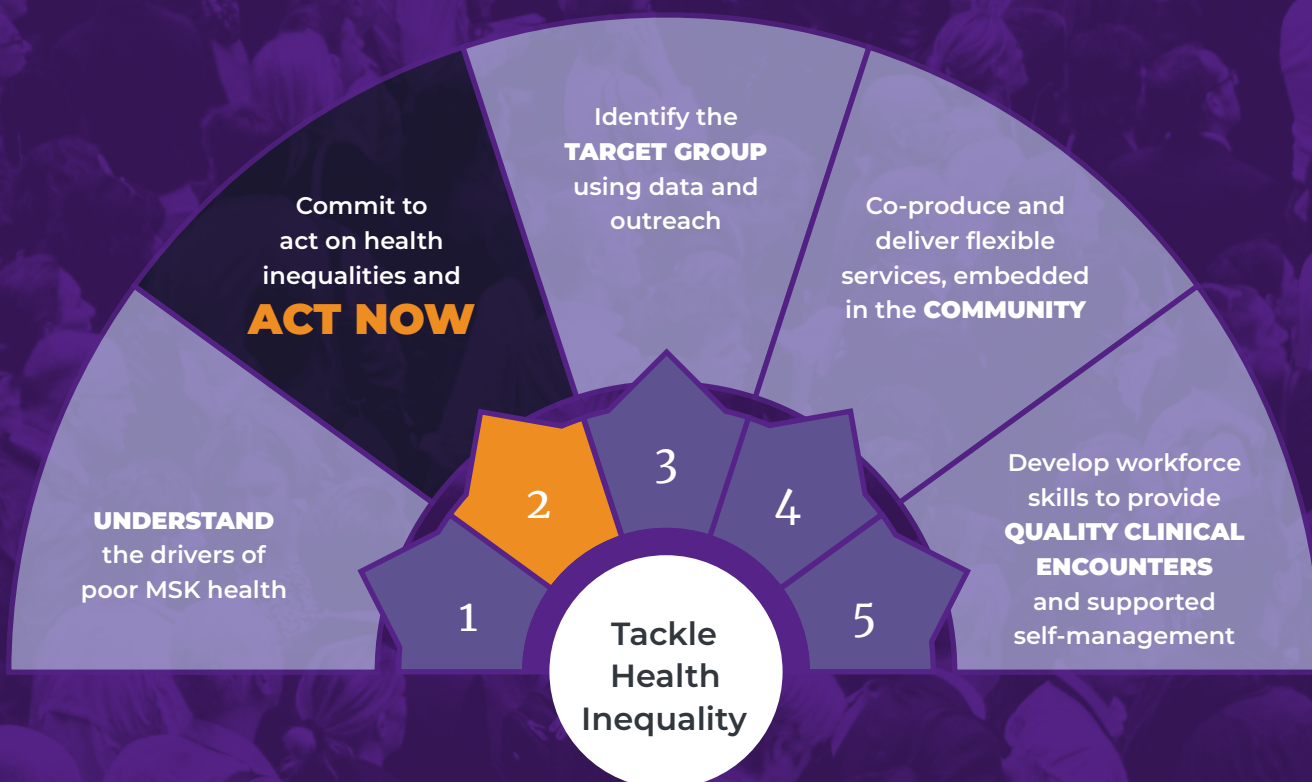 UNDERSTAND
the drivers of
poor MSK health
1
Commit to
act on health
inequalities and
ACT NOW
2
Identify the
TARGET GROUP
using data and
outreach
3
Co-produce and
deliver flexible
services, embedded
in the COMMUNITY
4
Develop workforce
skills to provide
QUALITY CLINICAL
ENCOUNTERS
and supported
self-management
5
Tackle
Health
Inequality